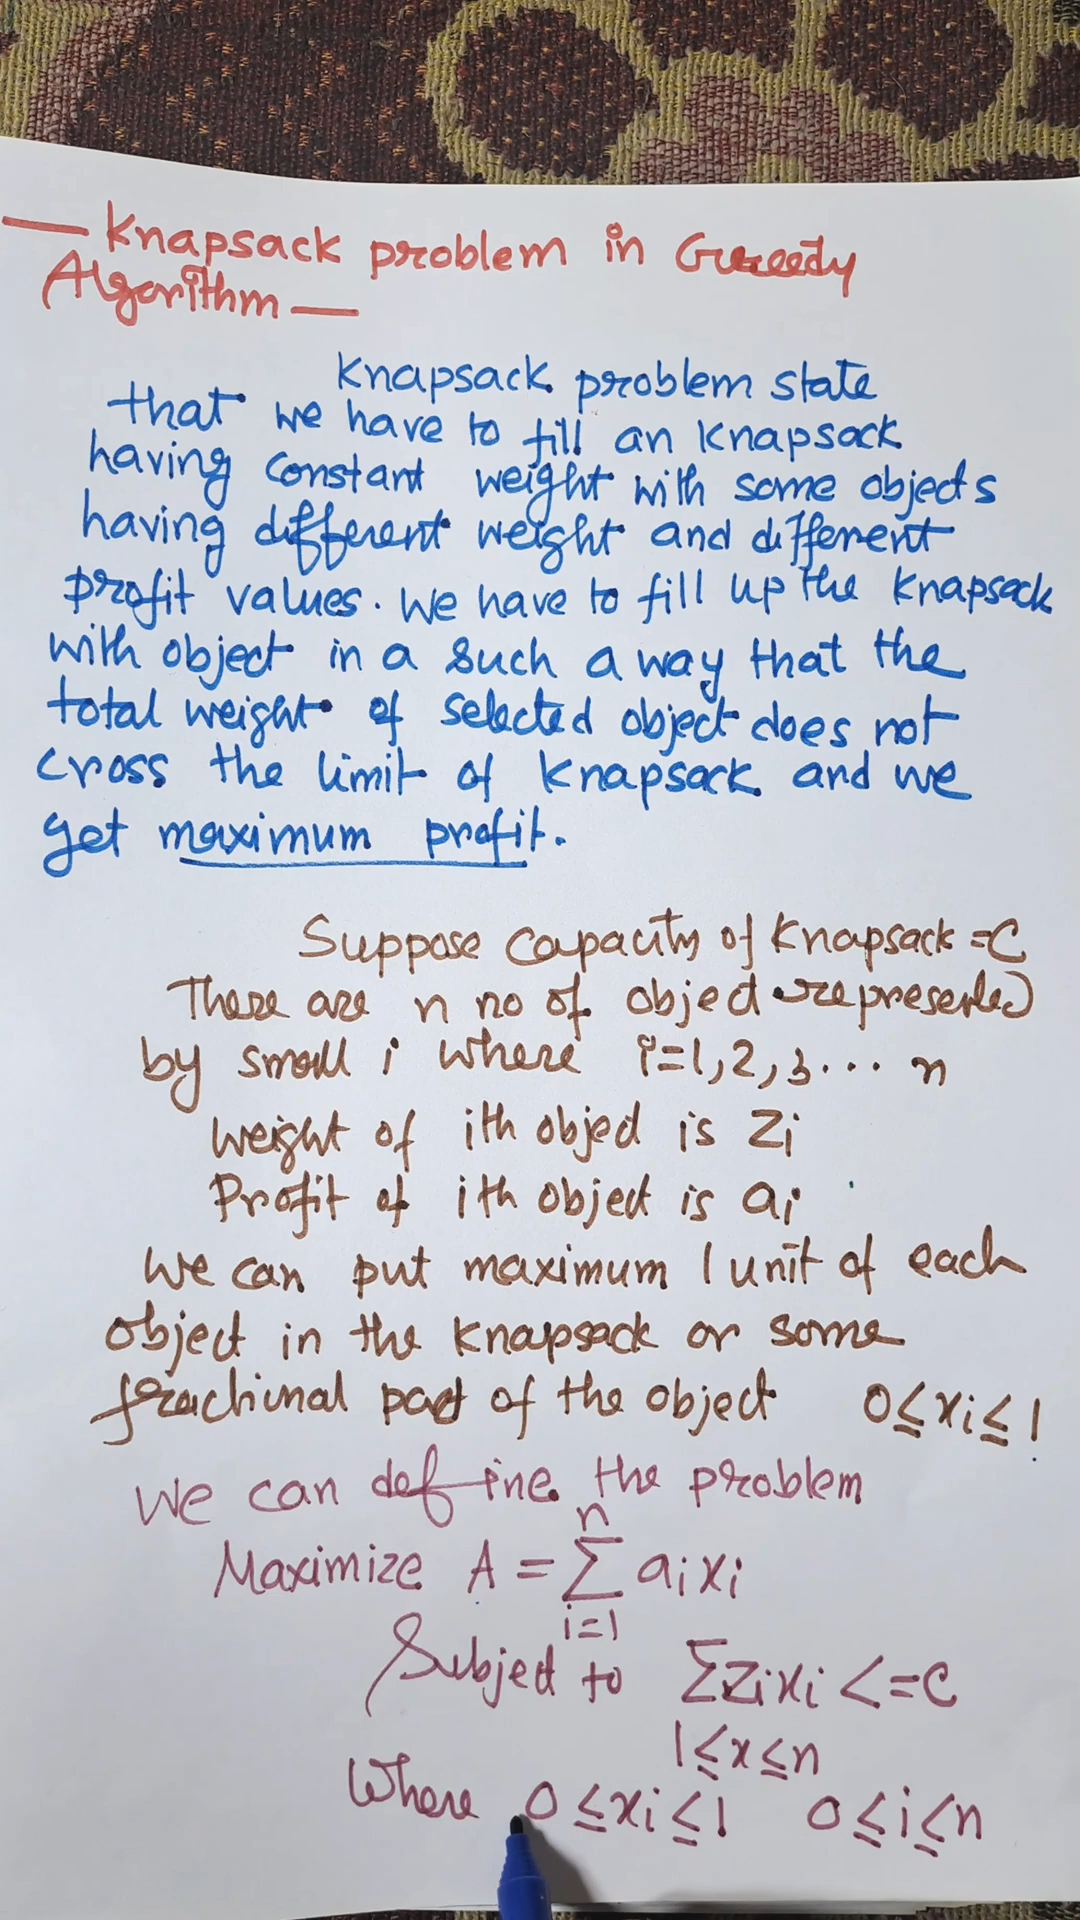 — Knapsack problem in Greedy
Algorithm —
Knapsack problem state
that we have to fill an Knapsack
having constant weight with some objects
having different weight and different
profit values. We have to fill up the Knapsack
with object in a such a way that the
total weight of selected object does not
cross the limit of Knapsack and we
get maximum profit.
Suppose Capacity of Knapsack = C
There are n no of object represented
by small i where i=1,2,3... n
Weight of ith object is Zi
Profit of ith object is ai
We can put maximum 1 unit of each
object in the Knapsack or some
fractional part of the object 0≤xi≤1
We can define the problem
Maximize A = n∑i=1 aixi
Subject to ∑Zixi <=C
1≤x≤n
Where 0≤xi≤1 0≤i≤n